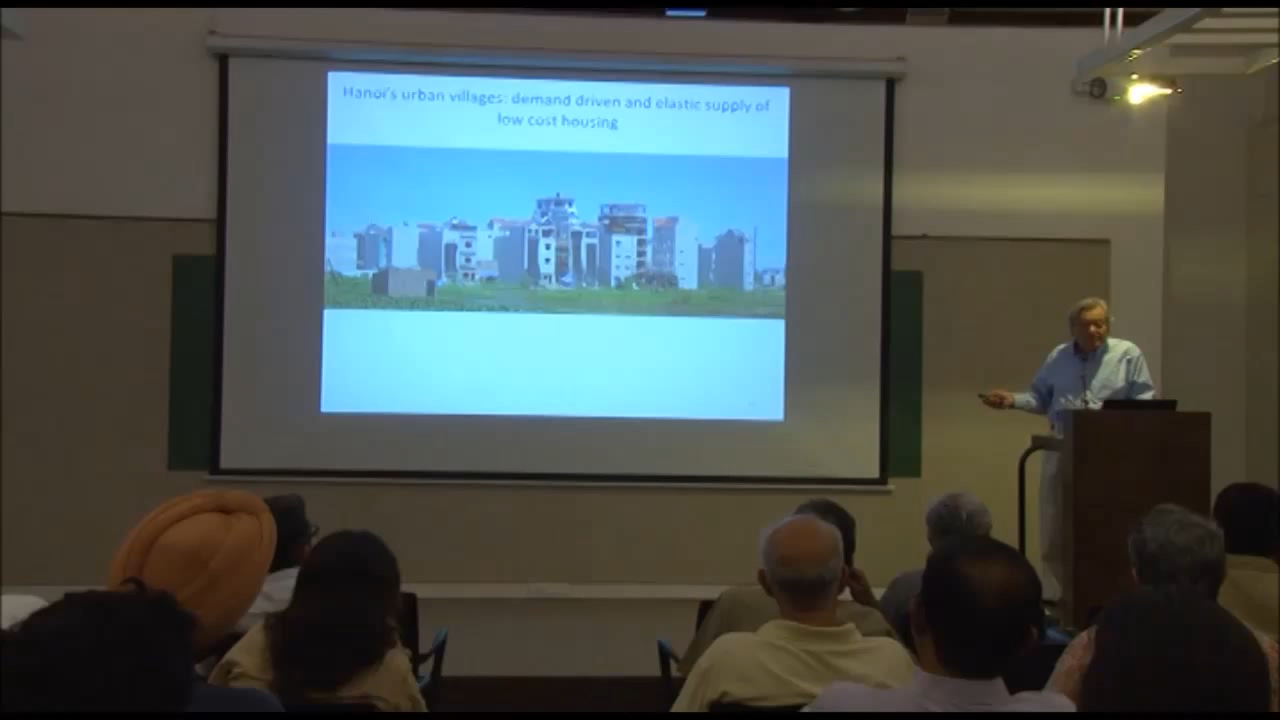 Hanoi's urban villages: demand driven and elastic supply of
low cost housing